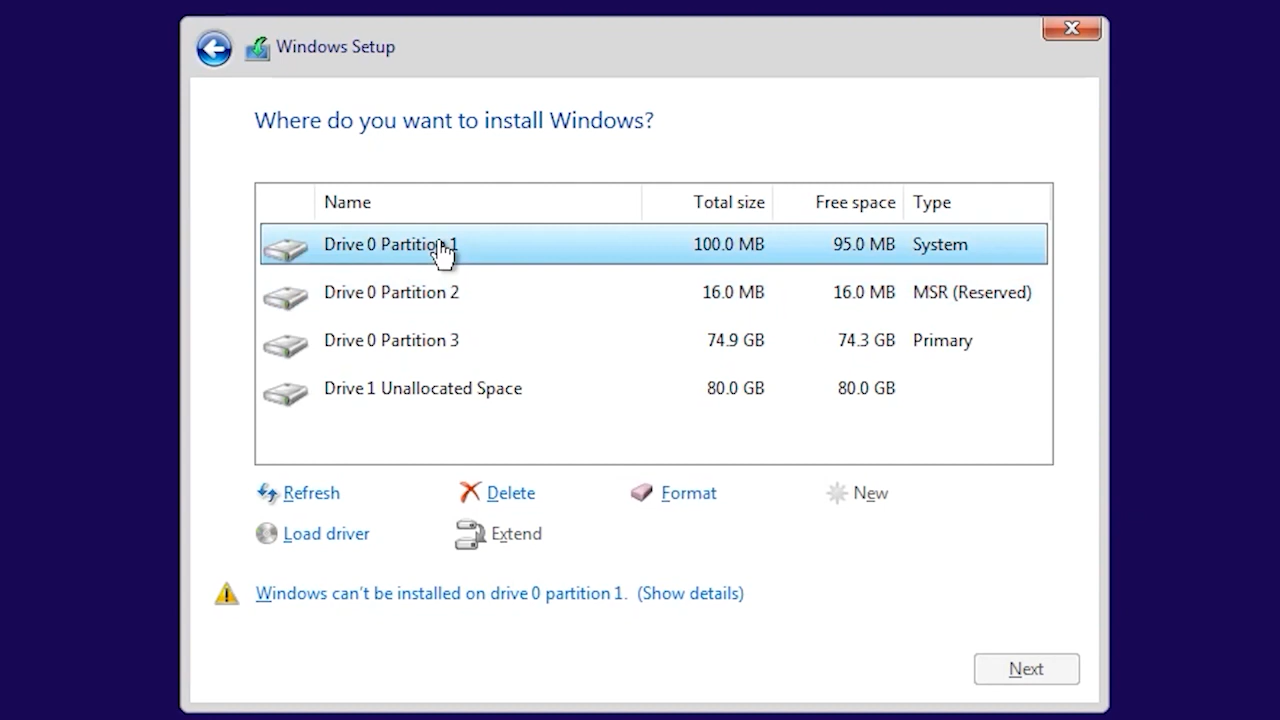 Windows Setup
Where do you want to install Windows?
Name Total size Free space Type
Drive 0 Partition 1 100.0 MB 95.0 MB System
Drive 0 Partition 2 16.0 MB 16.0 MB MSR (Reserved)
Drive 0 Partition 3 74.9 GB 74.3 GB Primary
Drive 1 Unallocated Space 80.0 GB 80.0 GB
Refresh Delete Format New
Load driver Extend
Windows can't be installed on drive 0 partition 1. (Show details)
Next